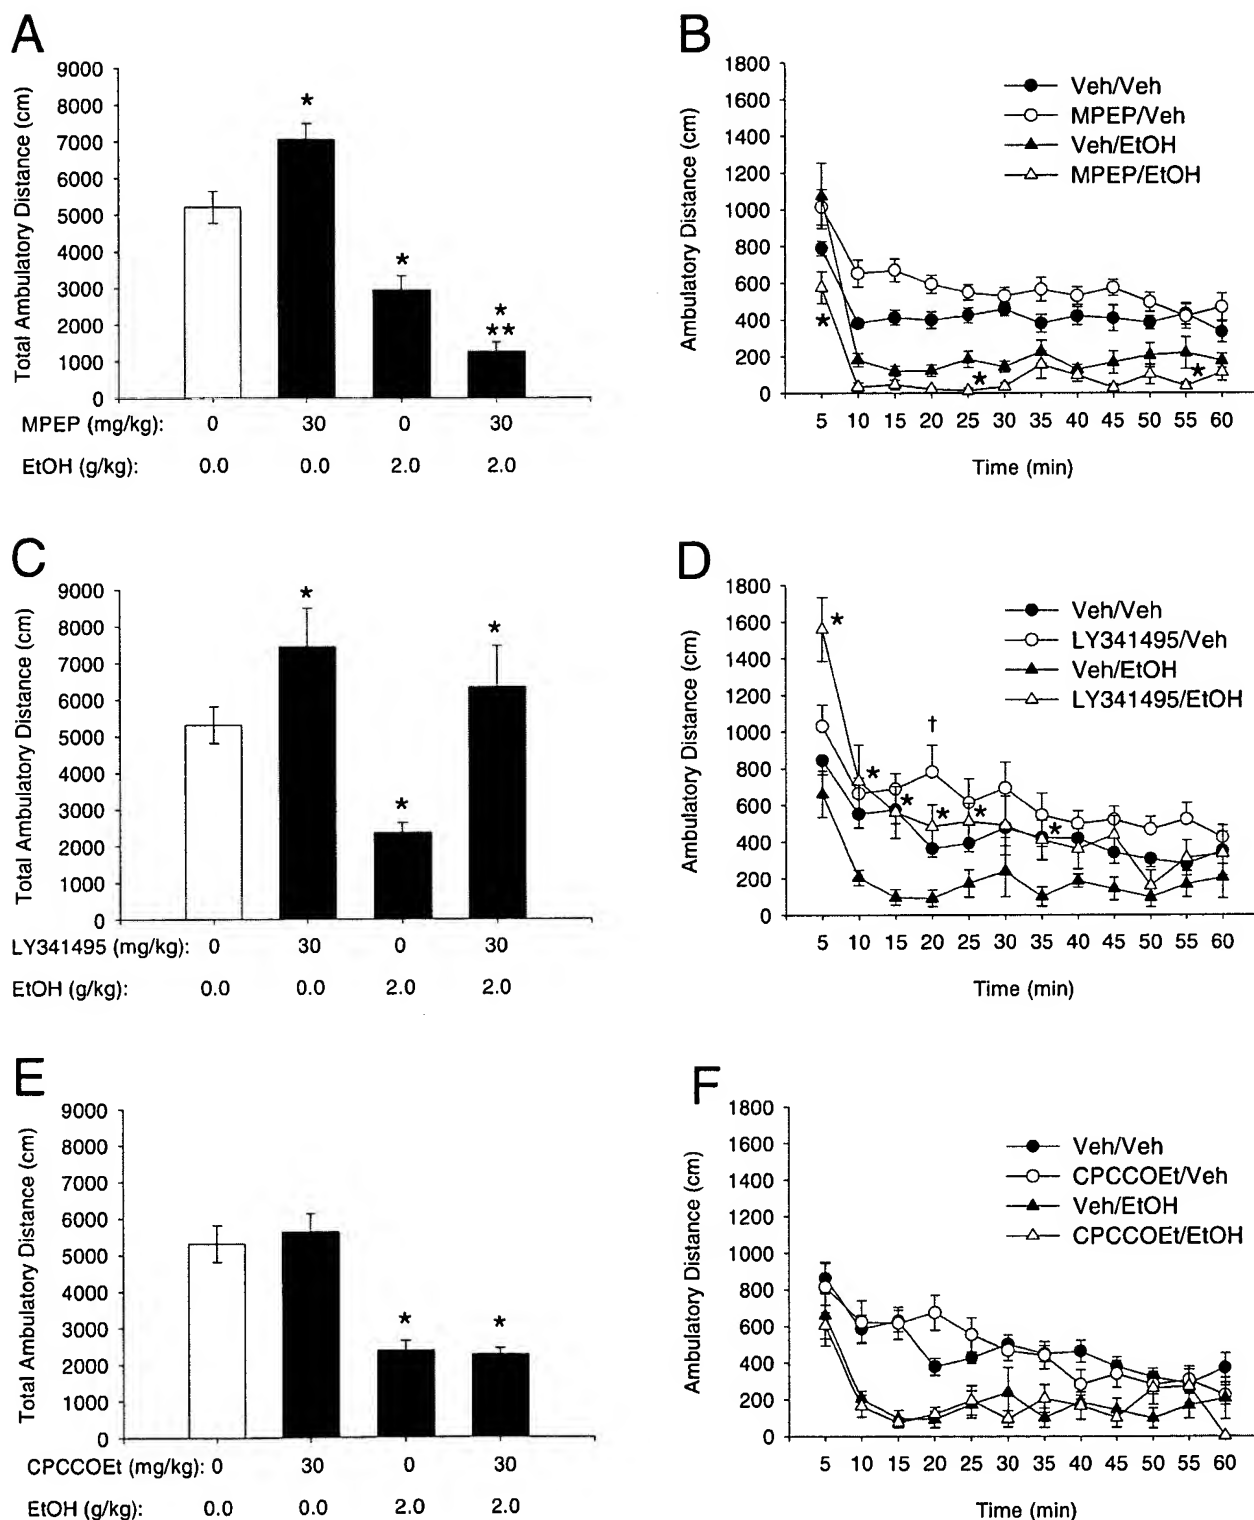 A
Total Ambulatory Distance (cm)
9000
8000
7000
6000
5000
4000
3000
2000
1000
0
*
*
*
**
MPEP (mg/kg): 0 30 0 30
EtOH (g/kg): 0.0 0.0 2.0 2.0
B
Ambulatory Distance (cm)
1800
1600
1400
1200
1000
800
600
400
200
0
Veh/Veh
MPEP/Veh
Veh/EtOH
MPEP/EtOH
*
*
*
5 10 15 20 25 30 35 40 45 50 55 60
Time (min)
C
Total Ambulatory Distance (cm)
9000
8000
7000
6000
5000
4000
3000
2000
1000
0
*
*
*
LY341495 (mg/kg): 0 30 0 30
EtOH (g/kg): 0.0 0.0 2.0 2.0
D
Ambulatory Distance (cm)
1800
1600
1400
1200
1000
800
600
400
200
0
Veh/Veh
LY341495/Veh
Veh/EtOH
LY341495/EtOH
*
†
*
*
*
*
*
5 10 15 20 25 30 35 40 45 50 55 60
Time (min)
E
Total Ambulatory Distance (cm)
9000
8000
7000
6000
5000
4000
3000
2000
1000
0
*
*
CPCCOEt (mg/kg): 0 30 0 30
EtOH (g/kg): 0.0 0.0 2.0 2.0
F
Ambulatory Distance (cm)
1800
1600
1400
1200
1000
800
600
400
200
0
Veh/Veh
CPCCOEt/Veh
Veh/EtOH
CPCCOEt/EtOH
5 10 15 20 25 30 35 40 45 50 55 60
Time (min)